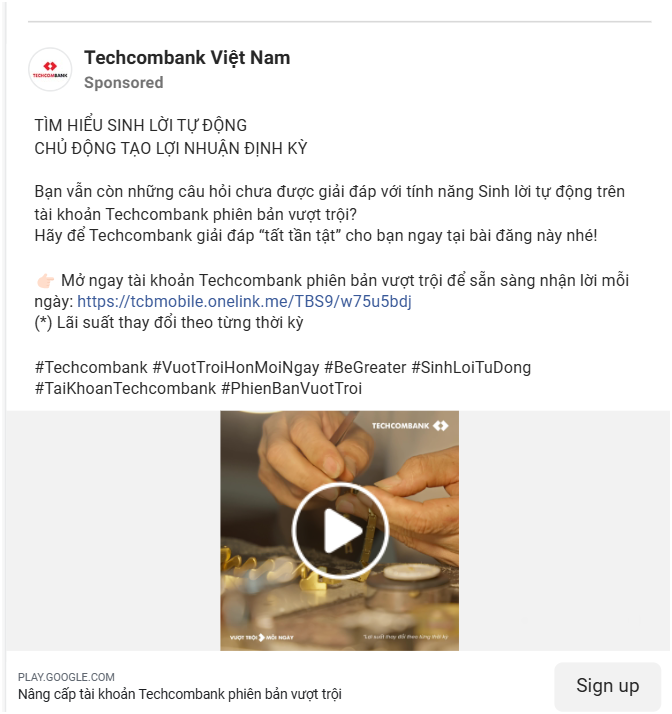 Techcombank Việt Nam
Sponsored
TECHCOMBANK
TÌM HIỂU SINH LỜI TỰ ĐỘNG
CHỦ ĐỘNG TẠO LỢI NHUẬN ĐỊNH KỲ
Bạn vẫn còn những câu hỏi chưa được giải đáp với tính năng Sinh lời tự động trên
tài khoản Techcombank phiên bản vượt trội?
Hãy để Techcombank giải đáp “tất tần tật” cho bạn ngay tại bài đăng này nhé!
👉🏻 Mở ngay tài khoản Techcombank phiên bản vượt trội để sẵn sàng nhận lời mỗi
ngày: https://tcbmobile.onelink.me/TBS9/w75u5bdj
(*) Lãi suất thay đổi theo từng thời kỳ
#Techcombank #VuotTroiHonMoiNgay #BeGreater #SinhLoiTuDong
#TaiKhoanTechcombank #PhienBanVuotTroi
TECHCOMBANK
VƯỢT TRỘI MỖI NGÀY
*Lợi suất thay đổi theo từng thời kỳ
PLAY.GOOGLE.COM
Nâng cấp tài khoản Techcombank phiên bản vượt trội
Sign up